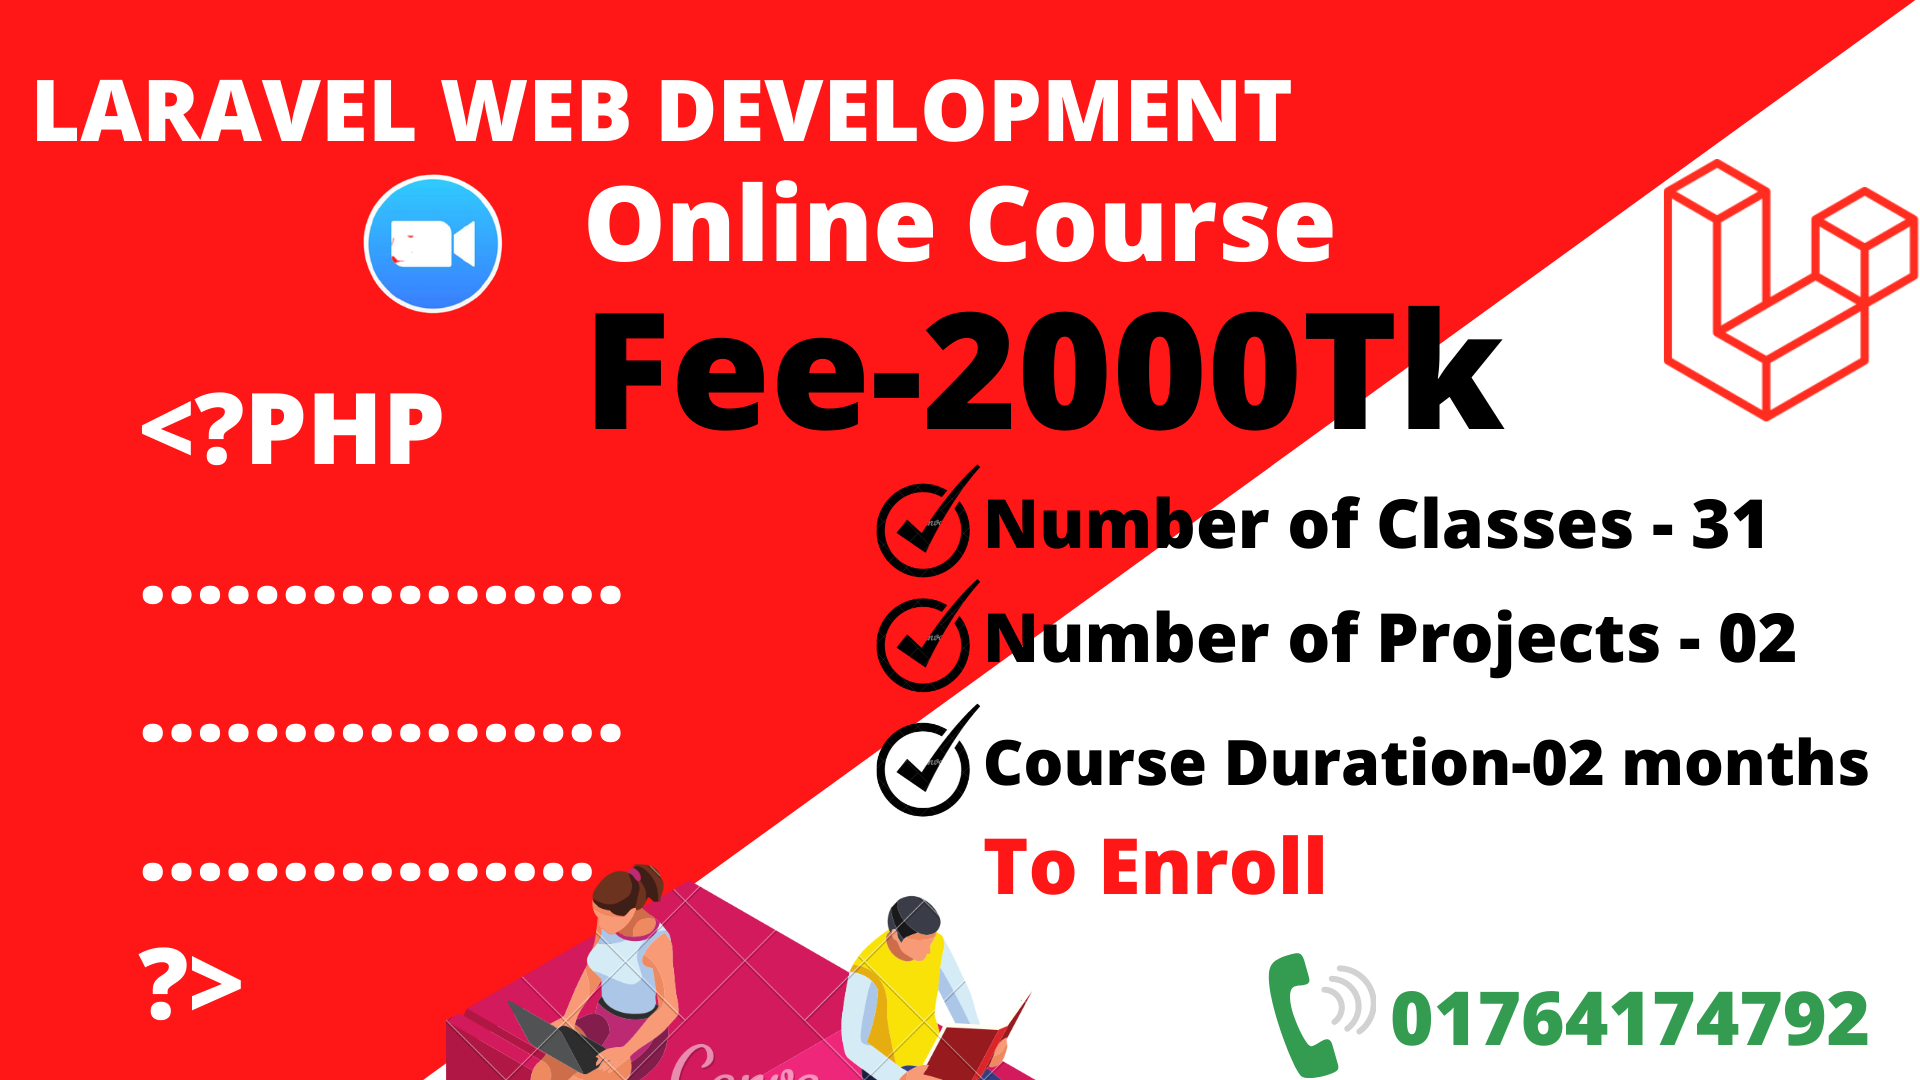 LARAVEL WEB DEVELOPMENT
Online Course
Fee-2000Tk
<?PHP
.................
.................
................
?>
Number of Classes - 31
Number of Projects - 02
Course Duration-02 months
To Enroll
01764174792
Canva